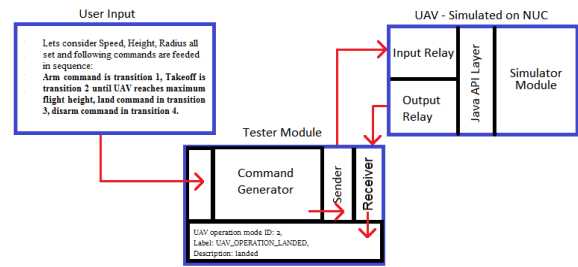 User Input
Lets consider Speed, Height, Radius all
set and following commands are feeded
in sequence:
Arm command is transition 1, Takeoff is
transition 2 until UAV reaches maximum
flight height, land command in transition
3, disarm command in transition 4.
UAV - Simulated on NUC
Input Relay
Output
Relay
Java API Layer
Simulator
Module
Tester Module
Command
Generator
Sender
Receiver
UAV operation mode ID: 2,
Label: UAV_OPERATION_LANDED,
Description: landed